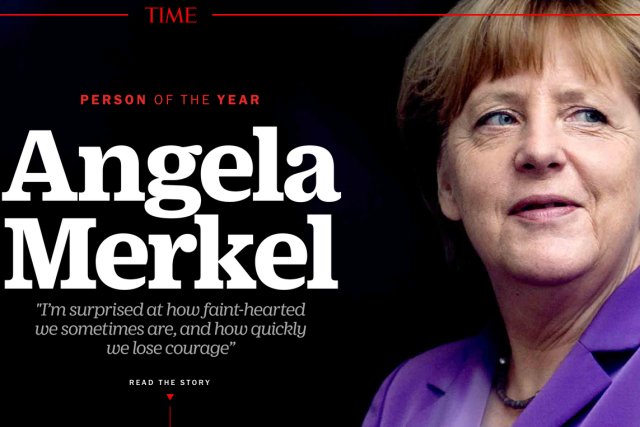 TIME
PERSON OF THE YEAR
Angela
Merkel
"I'm surprised at how faint-hearted
we sometimes are, and how quickly
we lose courage”
READ THE STORY